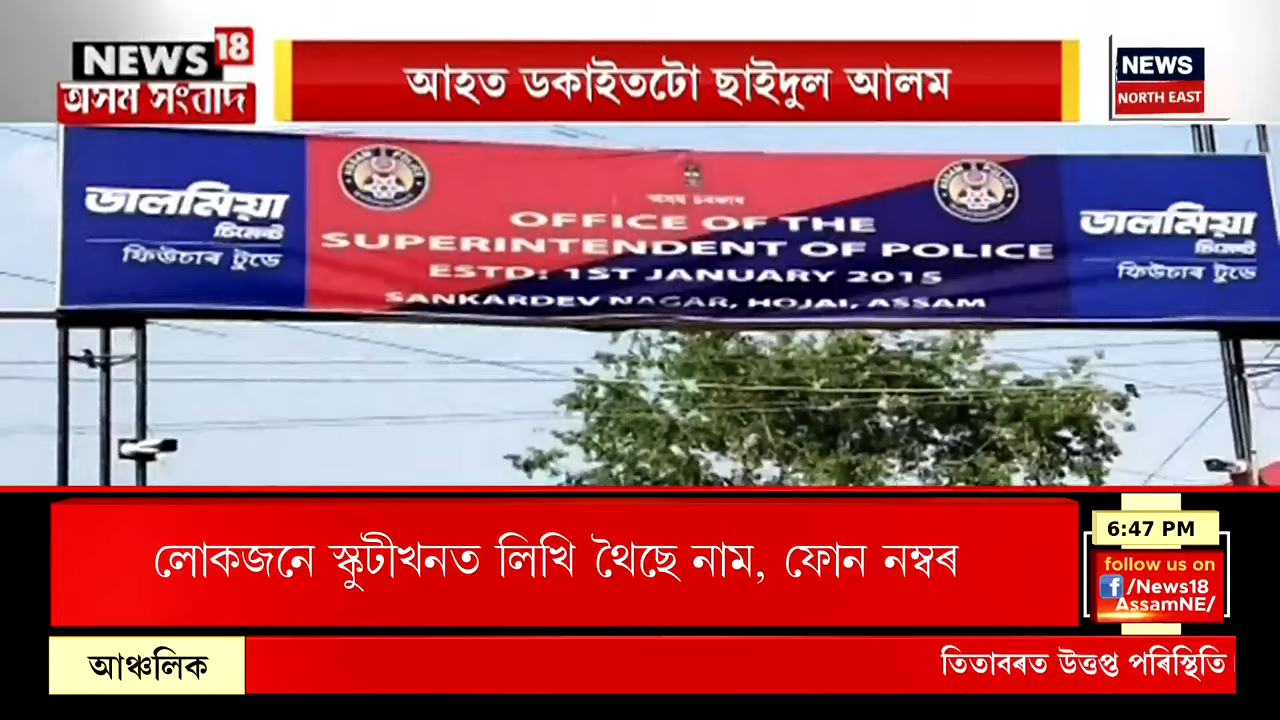 NEWS 18
অসম সংবাদ
আহত ডকাইতটো ছাইদুল আলম
NEWS
NORTH EAST
ডালমিয়া
চিমেন্ট
ফিউচাৰ টুডে
অসম চৰকাৰ
OFFICE OF THE
SUPERINTENDENT OF POLICE
ESTD: 1ST JANUARY 2015
SANKARDEV NAGAR, HOJAI, ASSAM
ডালমিয়া
চিমেন্ট
ফিউচাৰ টুডে
লোকজনে স্কুটীখনত লিখি থৈছে নাম, ফোন নম্বৰ
6:47 PM
follow us on
f/News18
AssamNE/
আঞ্চলিক
তিতাবৰত উত্তপ্ত পৰিস্থিতি